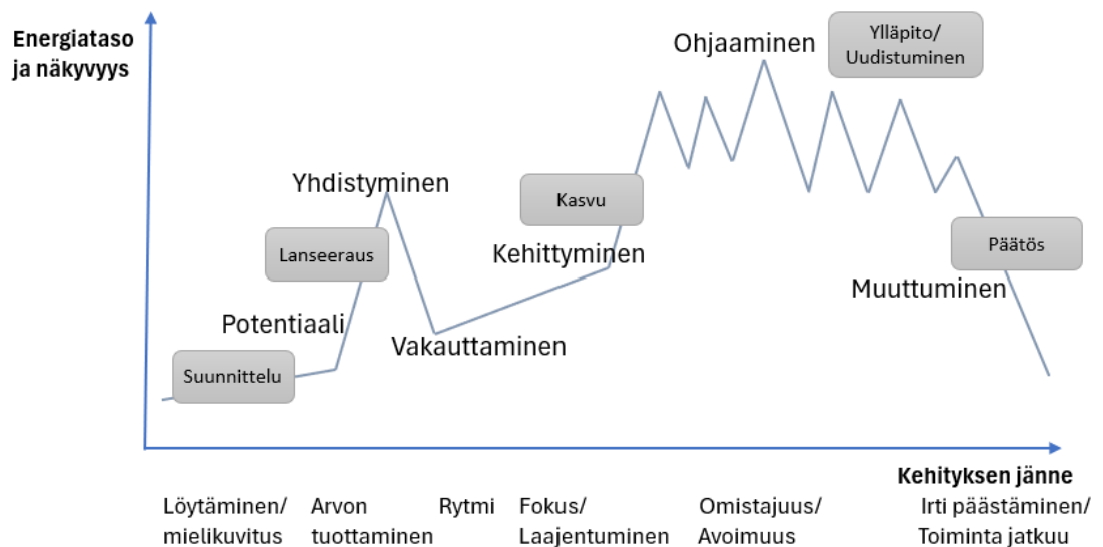 Energiataso
ja näkyvyys
Ohjaaminen
Ylläpito/
Uudistuminen
Yhdistyminen
Kasvu
Lanseeraus
Kehittyminen
Päätös
Muuttuminen
Potentiaali
Vakauttaminen
Suunnittelu
Kehityksen jänne
Löytäminen/
mielikuvitus
Arvon
tuottaminen
Rytmi
Fokus/
Laajentuminen
Omistajuus/
Avoimuus
Irti päästäminen/
Toiminta jatkuu